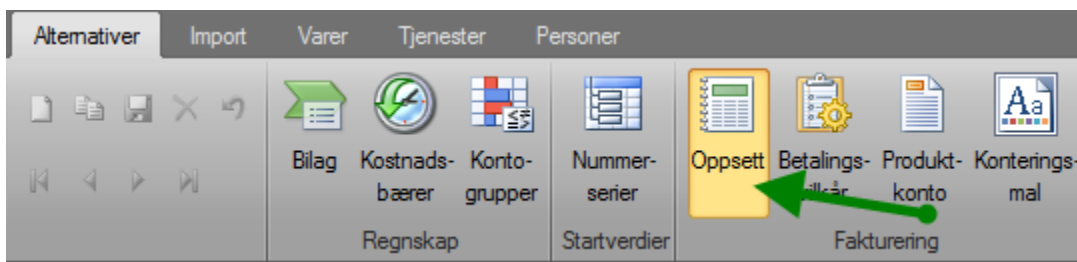 Alternativer Import Varer Tjenester Personer
Bilag Kostnads- Konto- Nummer- Oppsett Betalings- Produkt- Konterings-
bærer grupper serier vilkår konto mal
Regnskap Startverdier Fakturering